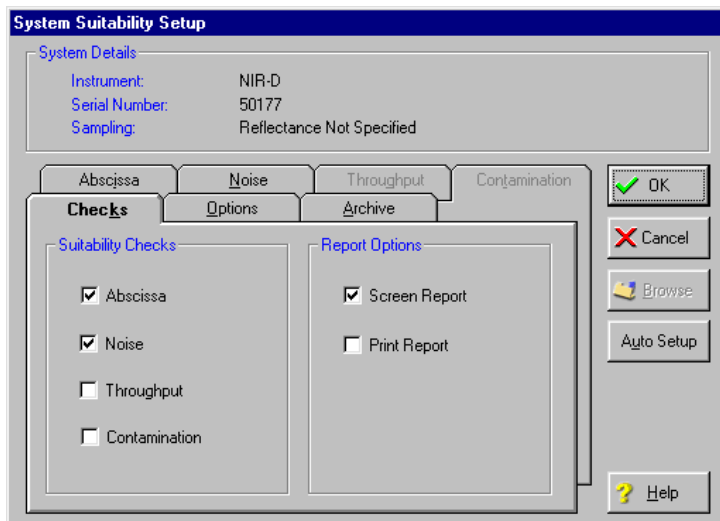 System Suitability Setup
System Details
Instrument: NIR-D
Serial Number: 50177
Sampling: Reflectance Not Specified
Abscissa Noise Throughput Contamination
Checks Options Archive
Suitability Checks
Abscissa
Noise
Throughput
Contamination
Report Options
Screen Report
Print Report
OK
Cancel
Browse
Auto Setup
Help